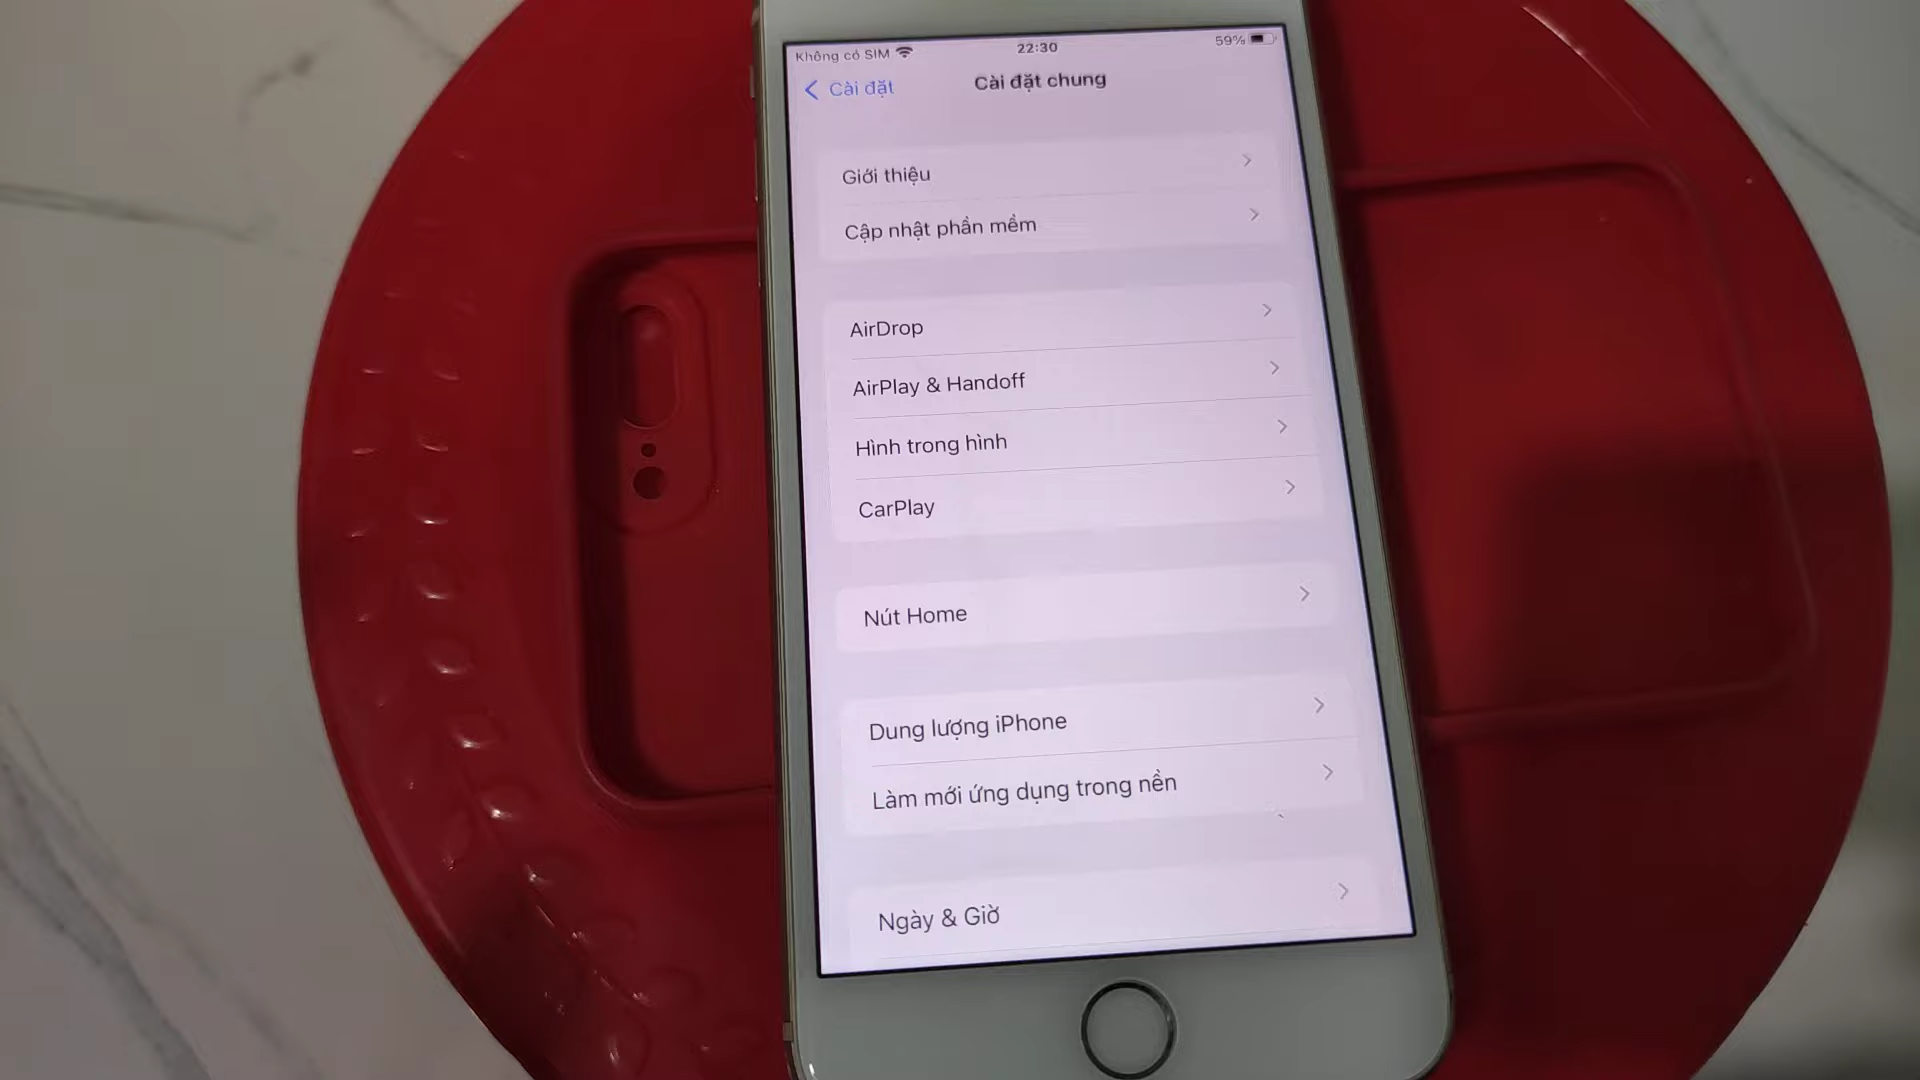 Không có SIM 22:30 59%
Cài đặt Cài đặt chung
Giới thiệu
Cập nhật phần mềm
AirDrop
AirPlay & Handoff
Hình trong hình
CarPlay
Nút Home
Dung lượng iPhone
Làm mới ứng dụng trong nền
Ngày & Giờ